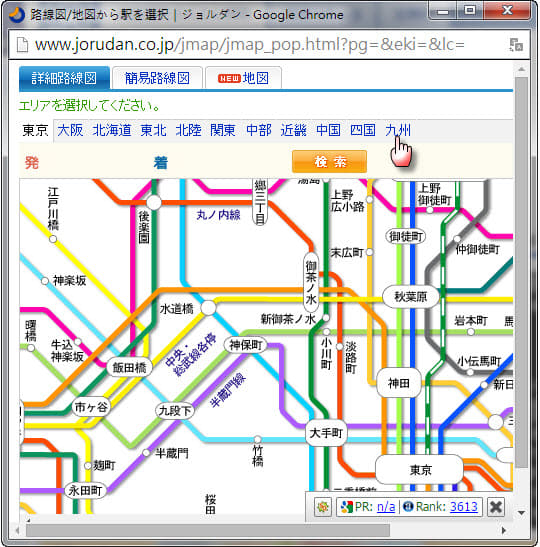 路線図/地図から駅を選択｜ジョルダン - Google Chrome
www.jorudan.co.jp/jmap/jmap_pop.html?pg=&eki=&lc=
詳細路線図 簡易路線図 NEW 地図
エリアを選択してください。
東京 大阪 北海道 東北 北陸 関東 中部 近畿 中国 四国 九州
発 着 検索
江戸川橋
後楽園
丸ノ内線
郷三丁目
湯島
上野広小路
上野御徒町
御徒町
仲御徒町
末広町
神楽坂
御茶ノ水
水道橋
新御茶ノ水
秋葉原
岩本町
曙橋
牛込神楽坂
飯田橋
中央・総武線各停
神保町
小川町
淡路町
小伝馬町
神田
新日
半蔵門線
市ヶ谷
九段下
大手町
三
半蔵門
竹橋
麹町
東京
永田町
桜田
二重橋前
PR: n/a Rank: 3613